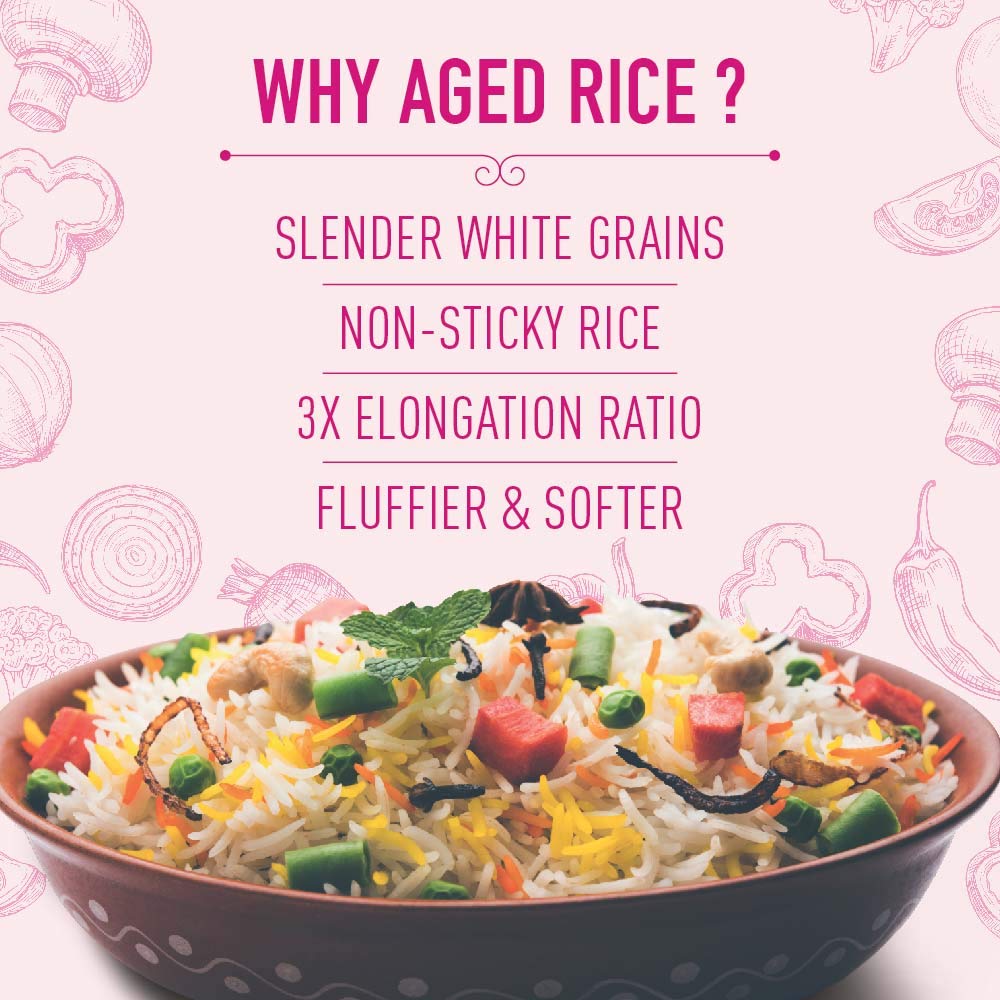 WHY AGED RICE ?
SLENDER WHITE GRAINS
NON-STICKY RICE
3X ELONGATION RATIO
FLUFFIER & SOFTER